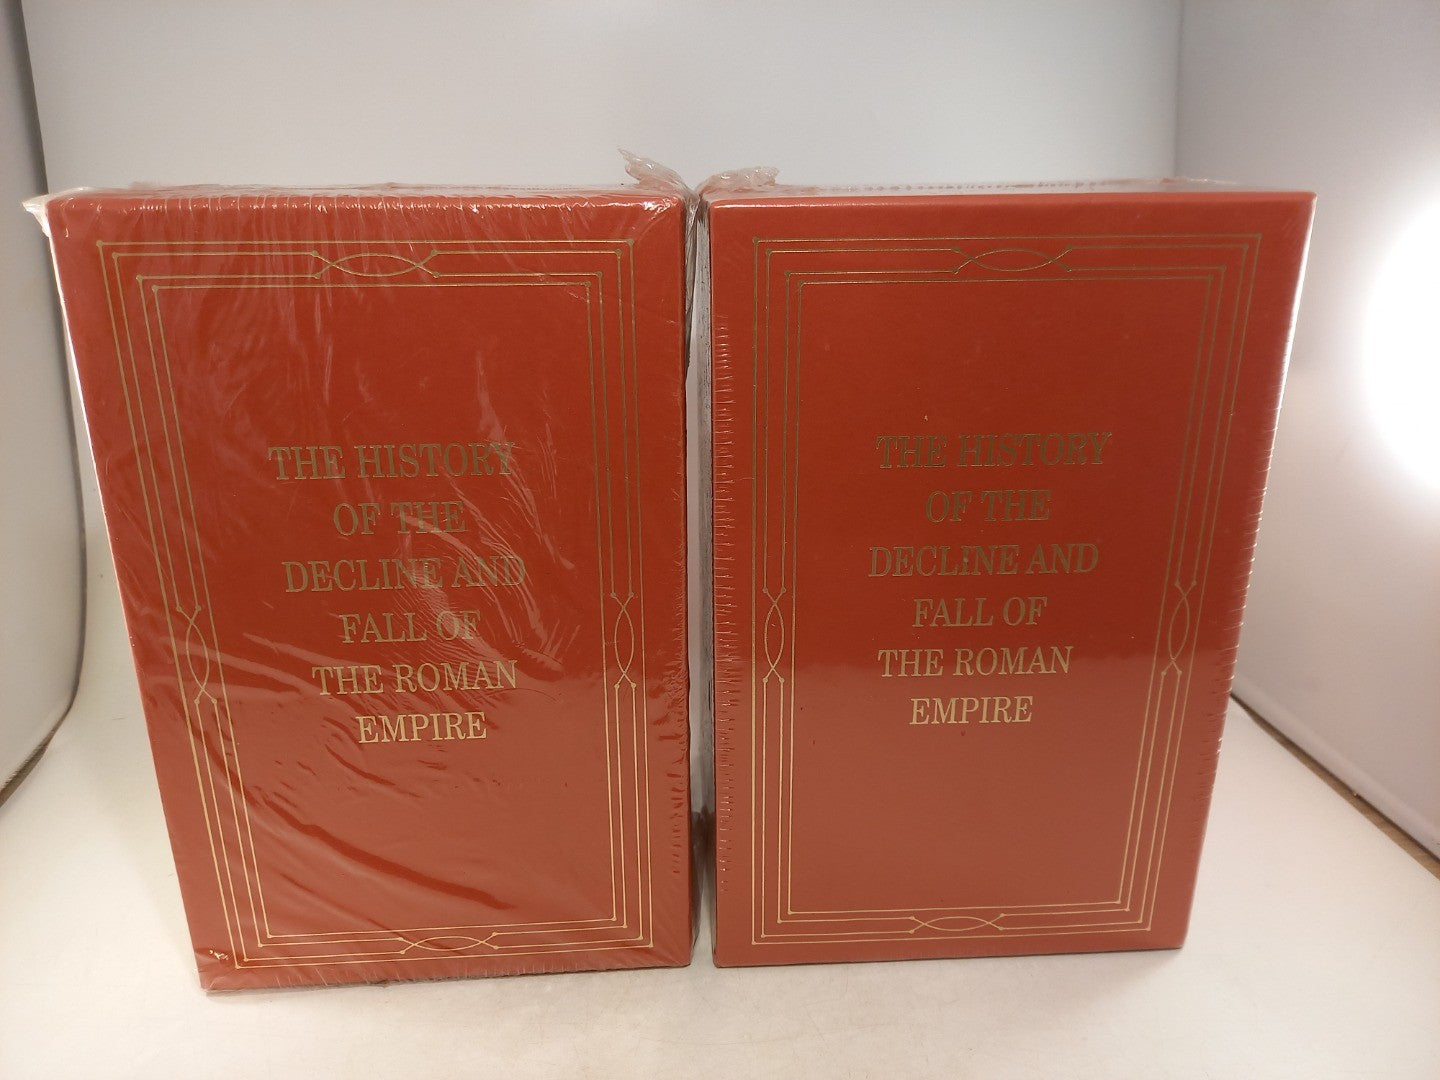 THE HISTORY
OF THE
DECLINE AND
FALL OF
THE ROMAN
EMPIRE
THE HISTORY
OF THE
DECLINE AND
FALL OF
THE ROMAN
EMPIRE